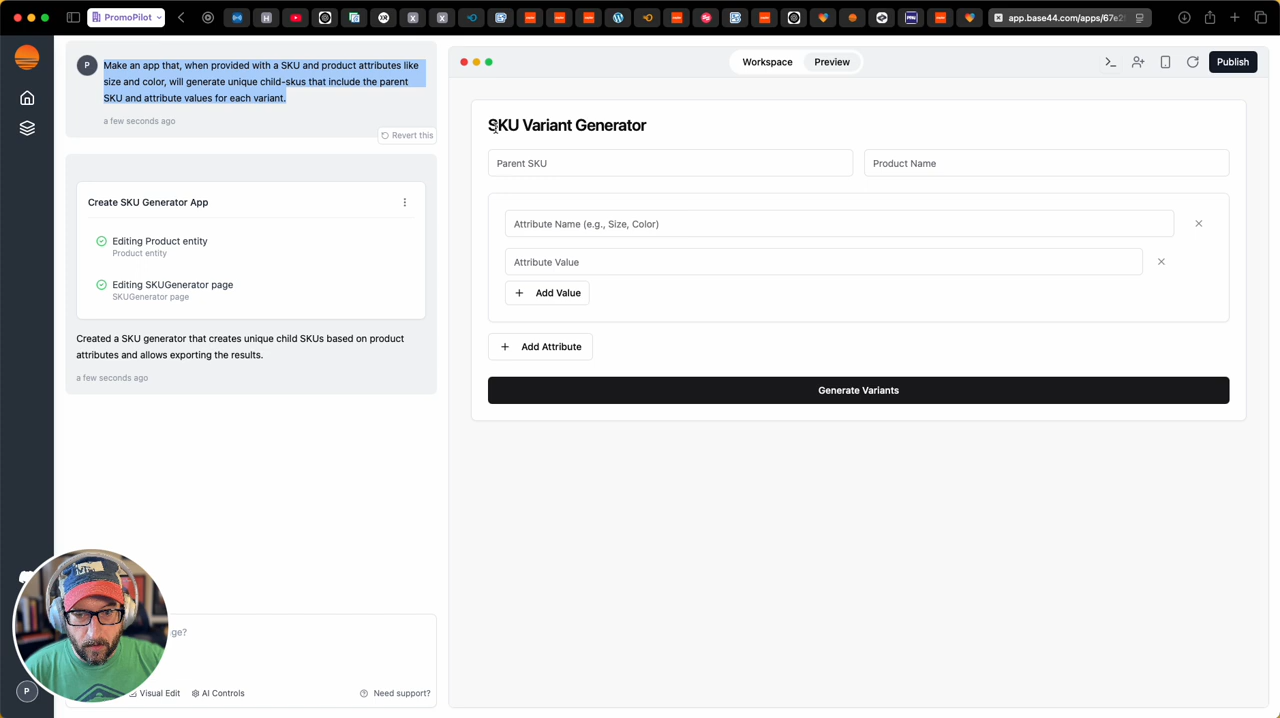 PromoPilot
app.base44.com/apps/67e2
P
Make an app that, when provided with a SKU and product attributes like
size and color, will generate unique child-skus that include the parent
SKU and attribute values for each variant.
a few seconds ago
Revert this
Create SKU Generator App
Editing Product entity
Product entity
Editing SKUGenerator page
SKUGenerator page
Created a SKU generator that creates unique child SKUs based on product
attributes and allows exporting the results.
a few seconds ago
ge?
Visual Edit
AI Controls
Need support?
P
Workspace
Preview
Publish
SKU Variant Generator
Parent SKU
Product Name
Attribute Name (e.g., Size, Color)
Attribute Value
Add Value
Add Attribute
Generate Variants